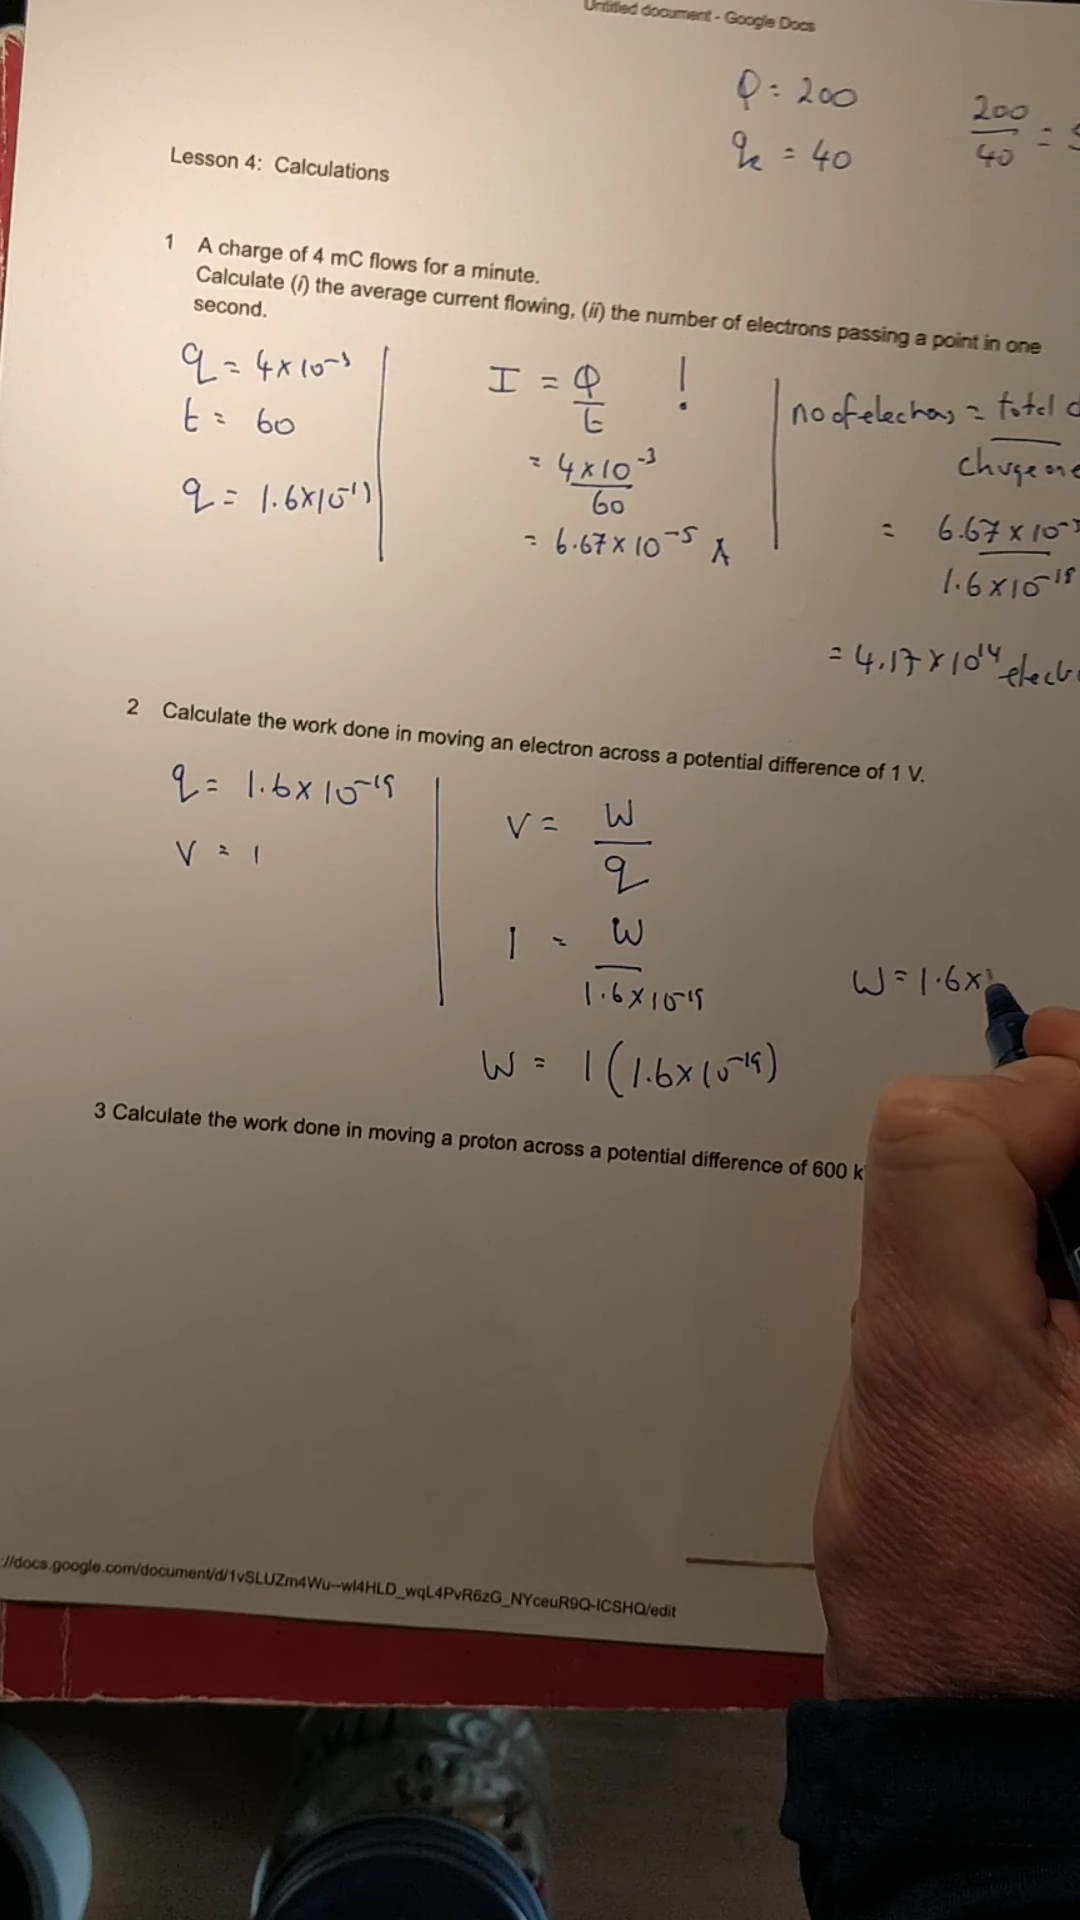 Untitled document - Google Docs
Q = 200
qe = 40
200
40
=
Lesson 4: Calculations
1 A charge of 4 mC flows for a minute.
Calculate (i) the average current flowing, (ii) the number of electrons passing a point in one
second.
q = 4 x 10⁻³
t = 60
q = 1.6 x 10⁻¹⁹
I = Q
t
!
= 4 x 10⁻³
60
= 6.67 x 10⁻⁵ A
no of electrons = total
charge one
= 6.67 x 10⁻⁵
1.6 x 10⁻¹⁹
= 4.17 x 10¹⁴
2 Calculate the work done in moving an electron across a potential difference of 1 V.
q = 1.6 x 10⁻¹⁹
V = 1
V = W
q
1 = W
1.6 x 10⁻¹⁹
W = 1 (1.6 x 10⁻¹⁹)
W = 1.6 x
3 Calculate the work done in moving a proton across a potential difference of 600 k
://docs.google.com/document/d/1vSLUZm4Wu--wl4HLD_wqL4PvR6zG_NYceuR9Q-ICSHQ/edit